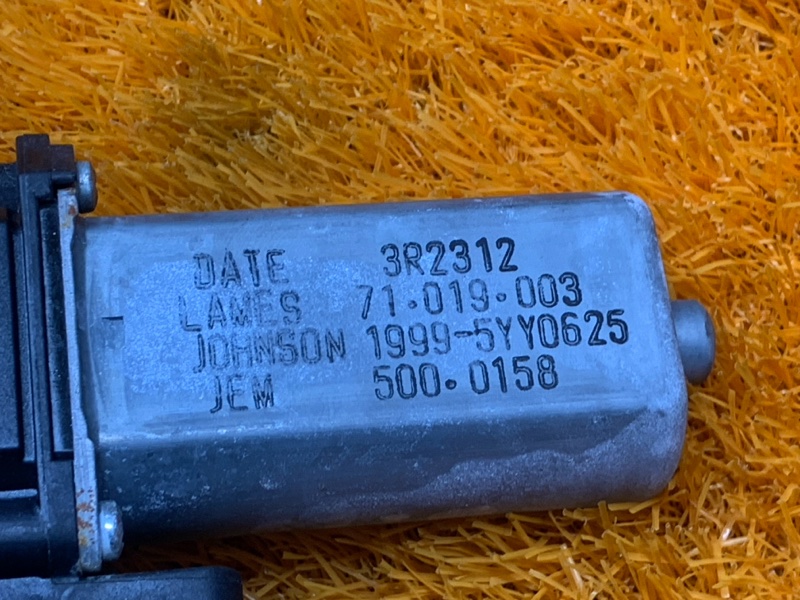 DATE 3R2312
LAMES 71.019.003
JOHNSON 1999-5YY0625
JEM 500.0158